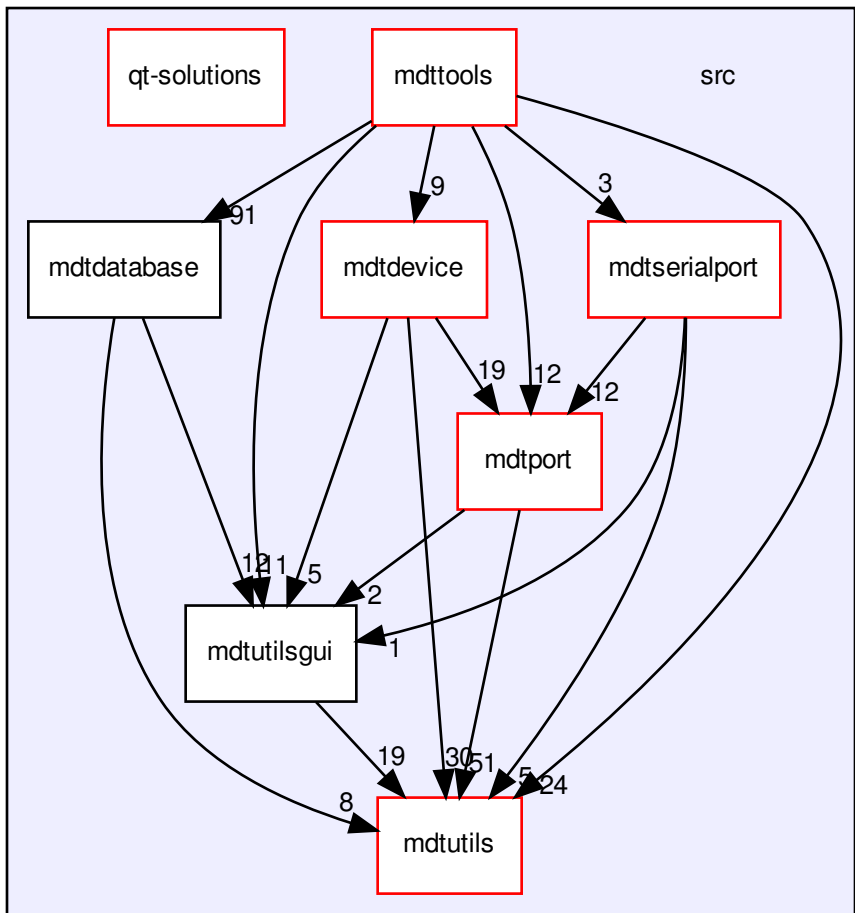 qt-solutions
mdttools
src
91
9
3
mdtdatabase
mdtdevice
mdtserialport
19
12
12
mdtport
12
11
5
2
1
mdtutilsgui
19
30
51
5
24
8
mdtutils